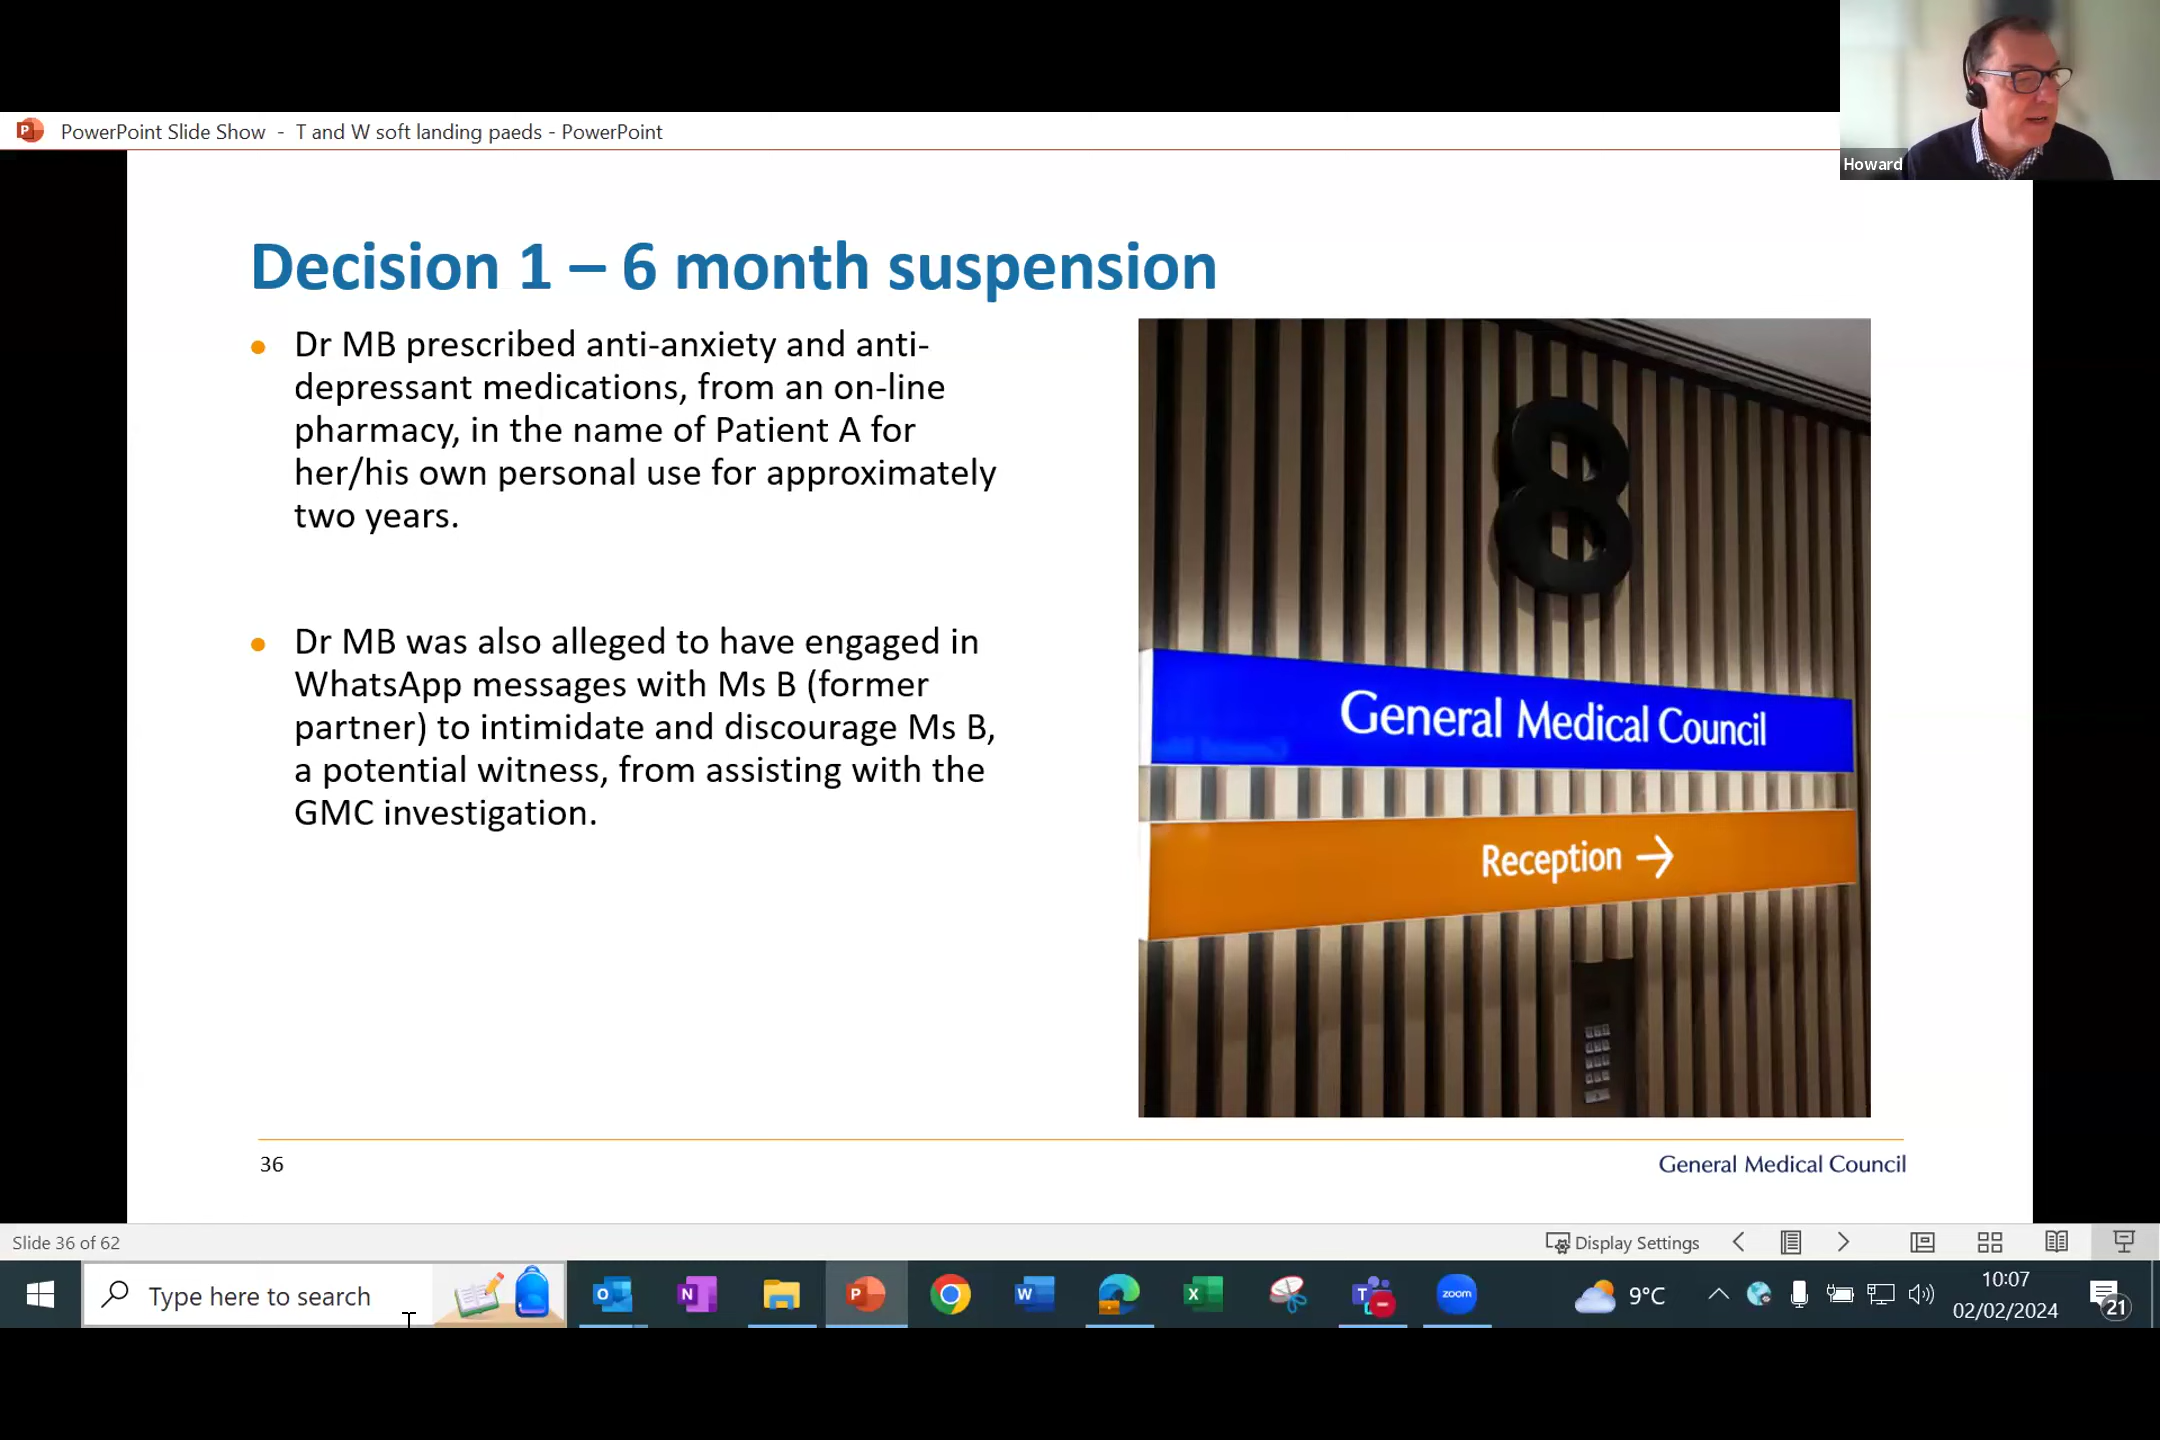 Howard
PowerPoint Slide Show - T and W soft landing paeds - PowerPoint
Decision 1 – 6 month suspension
Dr MB prescribed anti-anxiety and anti-
depressant medications, from an on-line
pharmacy, in the name of Patient A for
her/his own personal use for approximately
two years.
Dr MB was also alleged to have engaged in
WhatsApp messages with Ms B (former
partner) to intimidate and discourage Ms B,
a potential witness, from assisting with the
GMC investigation.
8
General Medical Council
Reception →
36
General Medical Council
Slide 36 of 62
Display Settings
Type here to search
zoom
9°C
10:07
02/02/2024
21